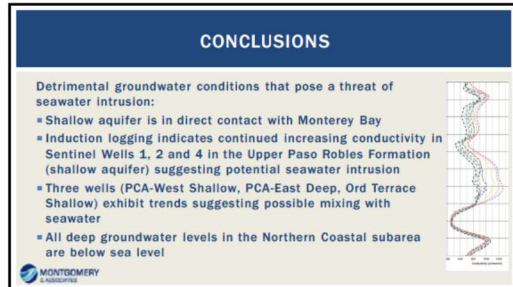 CONCLUSIONS
Detrimental groundwater conditions that pose a threat of
seawater intrusion:
▪ Shallow aquifer is in direct contact with Monterey Bay
▪ Induction logging indicates continued increasing conductivity in
Sentinel Wells 1, 2 and 4 in the Upper Paso Robles Formation
(shallow aquifer) suggesting potential seawater intrusion
▪ Three wells (PCA-West Shallow, PCA-East Deep, Ord Terrace
Shallow) exhibit trends suggesting possible mixing with
seawater
▪ All deep groundwater levels in the Northern Coastal subarea
are below sea level
MONTGOMERY
& ASSOCIATES